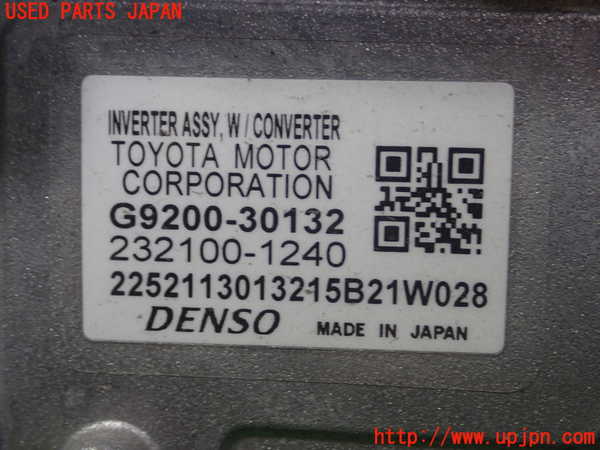 USED PARTS JAPAN
INVERTER ASSY, W/CONVERTER
TOYOTA MOTOR
CORPORATION
G9200-30132
232100-1240
2252113013215B21W028
DENSO MADE IN JAPAN
http://www.upjpn.com/